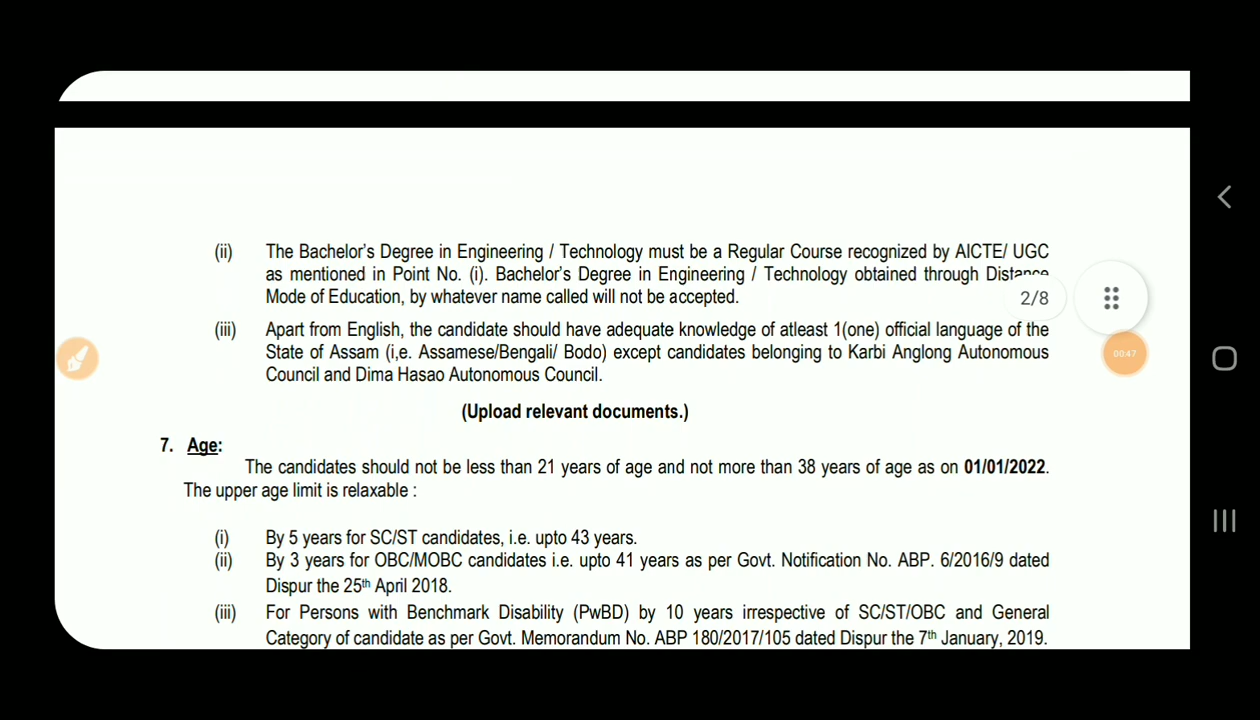 (ii) The Bachelor's Degree in Engineering / Technology must be a Regular Course recognized by AICTE/ UGC
as mentioned in Point No. (i). Bachelor's Degree in Engineering / Technology obtained through Distance
Mode of Education, by whatever name called will not be accepted.
2/8
(iii) Apart from English, the candidate should have adequate knowledge of atleast 1(one) official language of the
State of Assam (i,e. Assamese/Bengali/ Bodo) except candidates belonging to Karbi Anglong Autonomous
00:47
Council and Dima Hasao Autonomous Council.
(Upload relevant documents.)
7. Age:
The candidates should not be less than 21 years of age and not more than 38 years of age as on 01/01/2022.
The upper age limit is relaxable :
(i) By 5 years for SC/ST candidates, i.e. upto 43 years.
(ii) By 3 years for OBC/MOBC candidates i.e. upto 41 years as per Govt. Notification No. ABP. 6/2016/9 dated
Dispur the 25th April 2018.
(iii) For Persons with Benchmark Disability (PwBD) by 10 years irrespective of SC/ST/OBC and General
Category of candidate as per Govt. Memorandum No. ABP 180/2017/105 dated Dispur the 7th January, 2019.